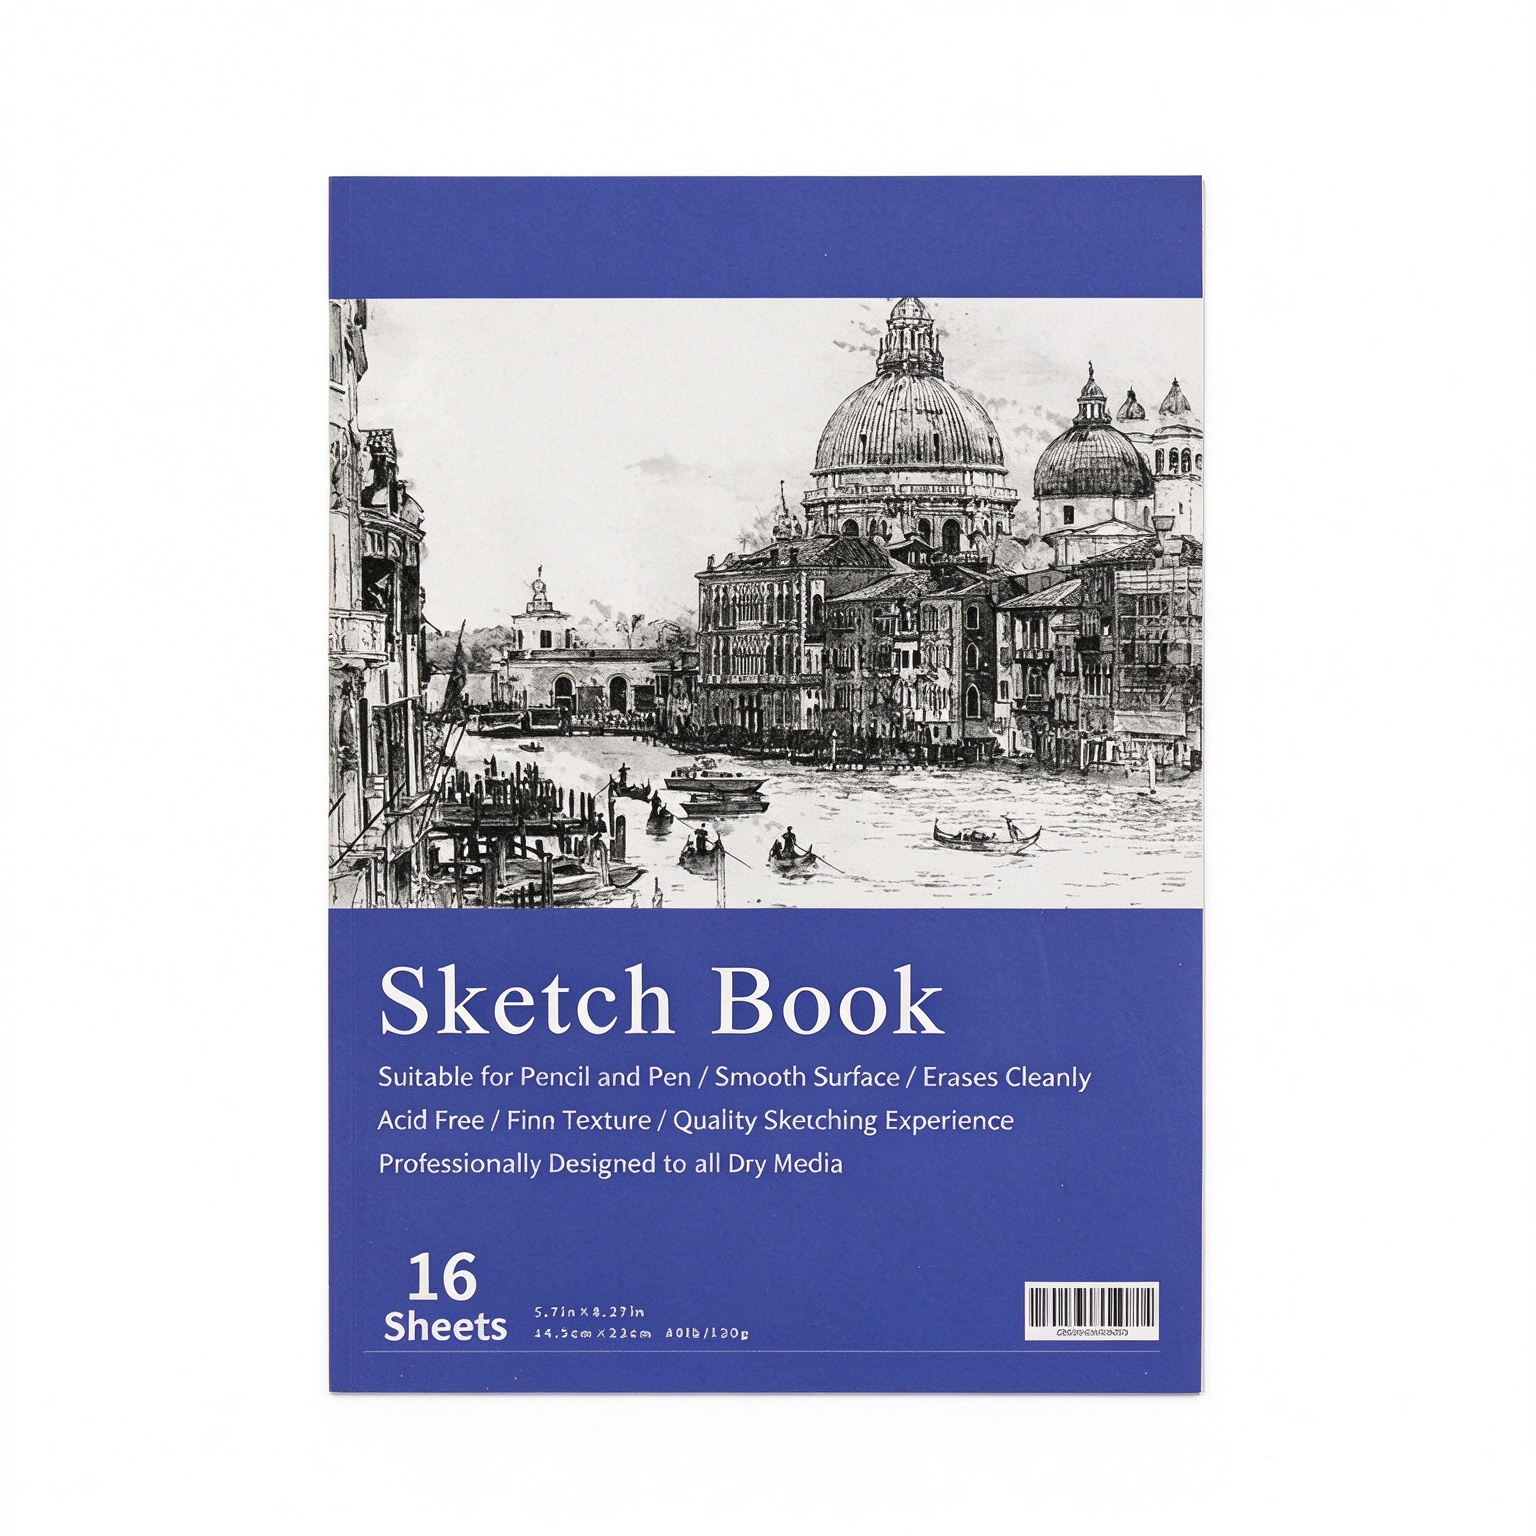 Sketch Book
Suitable for Pencil and Pen / Smooth Surface / Erases Cleanly
Acid Free / Finn Texture / Quality Sketching Experience
Professionally Designed to all Dry Media
16
Sheets